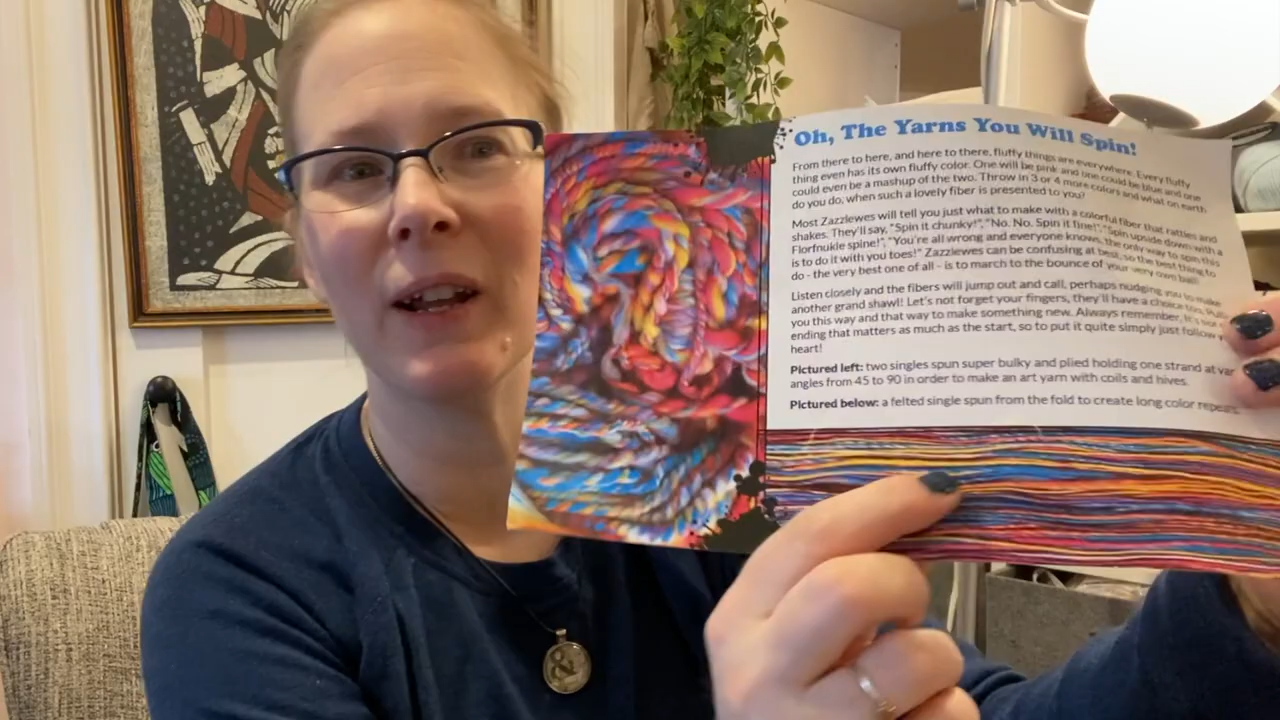 Oh, The Yarns You Will Spin!
From there to here, and here to there, fluffy things are everywhere. Every fluffy
thing even has its own fluffy color. One will be pink and one could be blue and one
could even be a mashup of the two. Throw in 3 or 4 more colors and what on earth
do you do, when such a lovely fiber is presented to you?
Most Zazzlewes will tell you just what to make with a colorful fiber that rattles and
shakes. They'll say, "Spin it chunky!", "No. No. Spin it fine!", "Spin upside down with a
Florfnukle spine!", "You're all wrong and everyone knows, the only way to spin this
is to do it with you toes!" Zazzlewes can be confusing at best, so the best thing to
do - the very best one of all - is to march to the bounce of your very own ball!
Listen closely and the fibers will jump out and call, perhaps nudging you to make
another grand shawl! Let's not forget your fingers, they'll have a choice too.
you this way and that way to make something new. Always remember, it's not
ending that matters as much as the start, so to put it quite simply just follow
heart!
Pictured left: two singles spun super bulky and plied holding one strand at
angles from 45 to 90 in order to make an art yarn with coils and hives.
Pictured below: a felted single spun from the fold to create long color repeats.
&